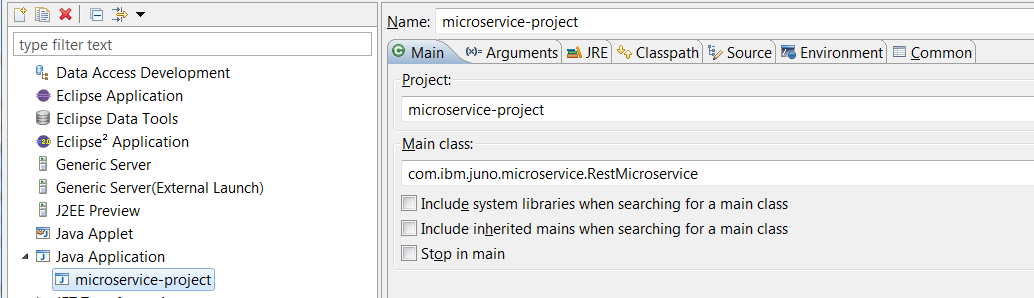 type filter text
Data Access Development
Eclipse Application
Eclipse Data Tools
Eclipse² Application
Generic Server
Generic Server(External Launch)
J2EE Preview
Java Applet
Java Application
microservice-project
Name: microservice-project
Main (x)= Arguments JRE Classpath Source Environment Common
Project:
microservice-project
Main class:
com.ibm.juno.microservice.RestMicroservice
Include system libraries when searching for a main class
Include inherited mains when searching for a main class
Stop in main